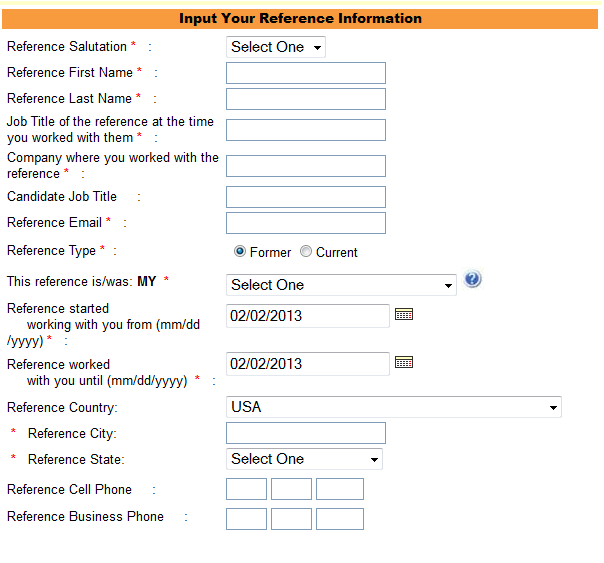 Input Your Reference Information
Reference Salutation * : Select One
Reference First Name * :
Reference Last Name * :
Job Title of the reference at the time
you worked with them * :
Company where you worked with the
reference * :
Candidate Job Title :
Reference Email * :
Reference Type * : Former Current
This reference is/was: MY * Select One ?
Reference started
working with you from (mm/dd
/yyyy) * : 02/02/2013
Reference worked
with you until (mm/dd/yyyy) * : 02/02/2013
Reference Country: USA
* Reference City:
* Reference State: Select One
Reference Cell Phone :
Reference Business Phone :